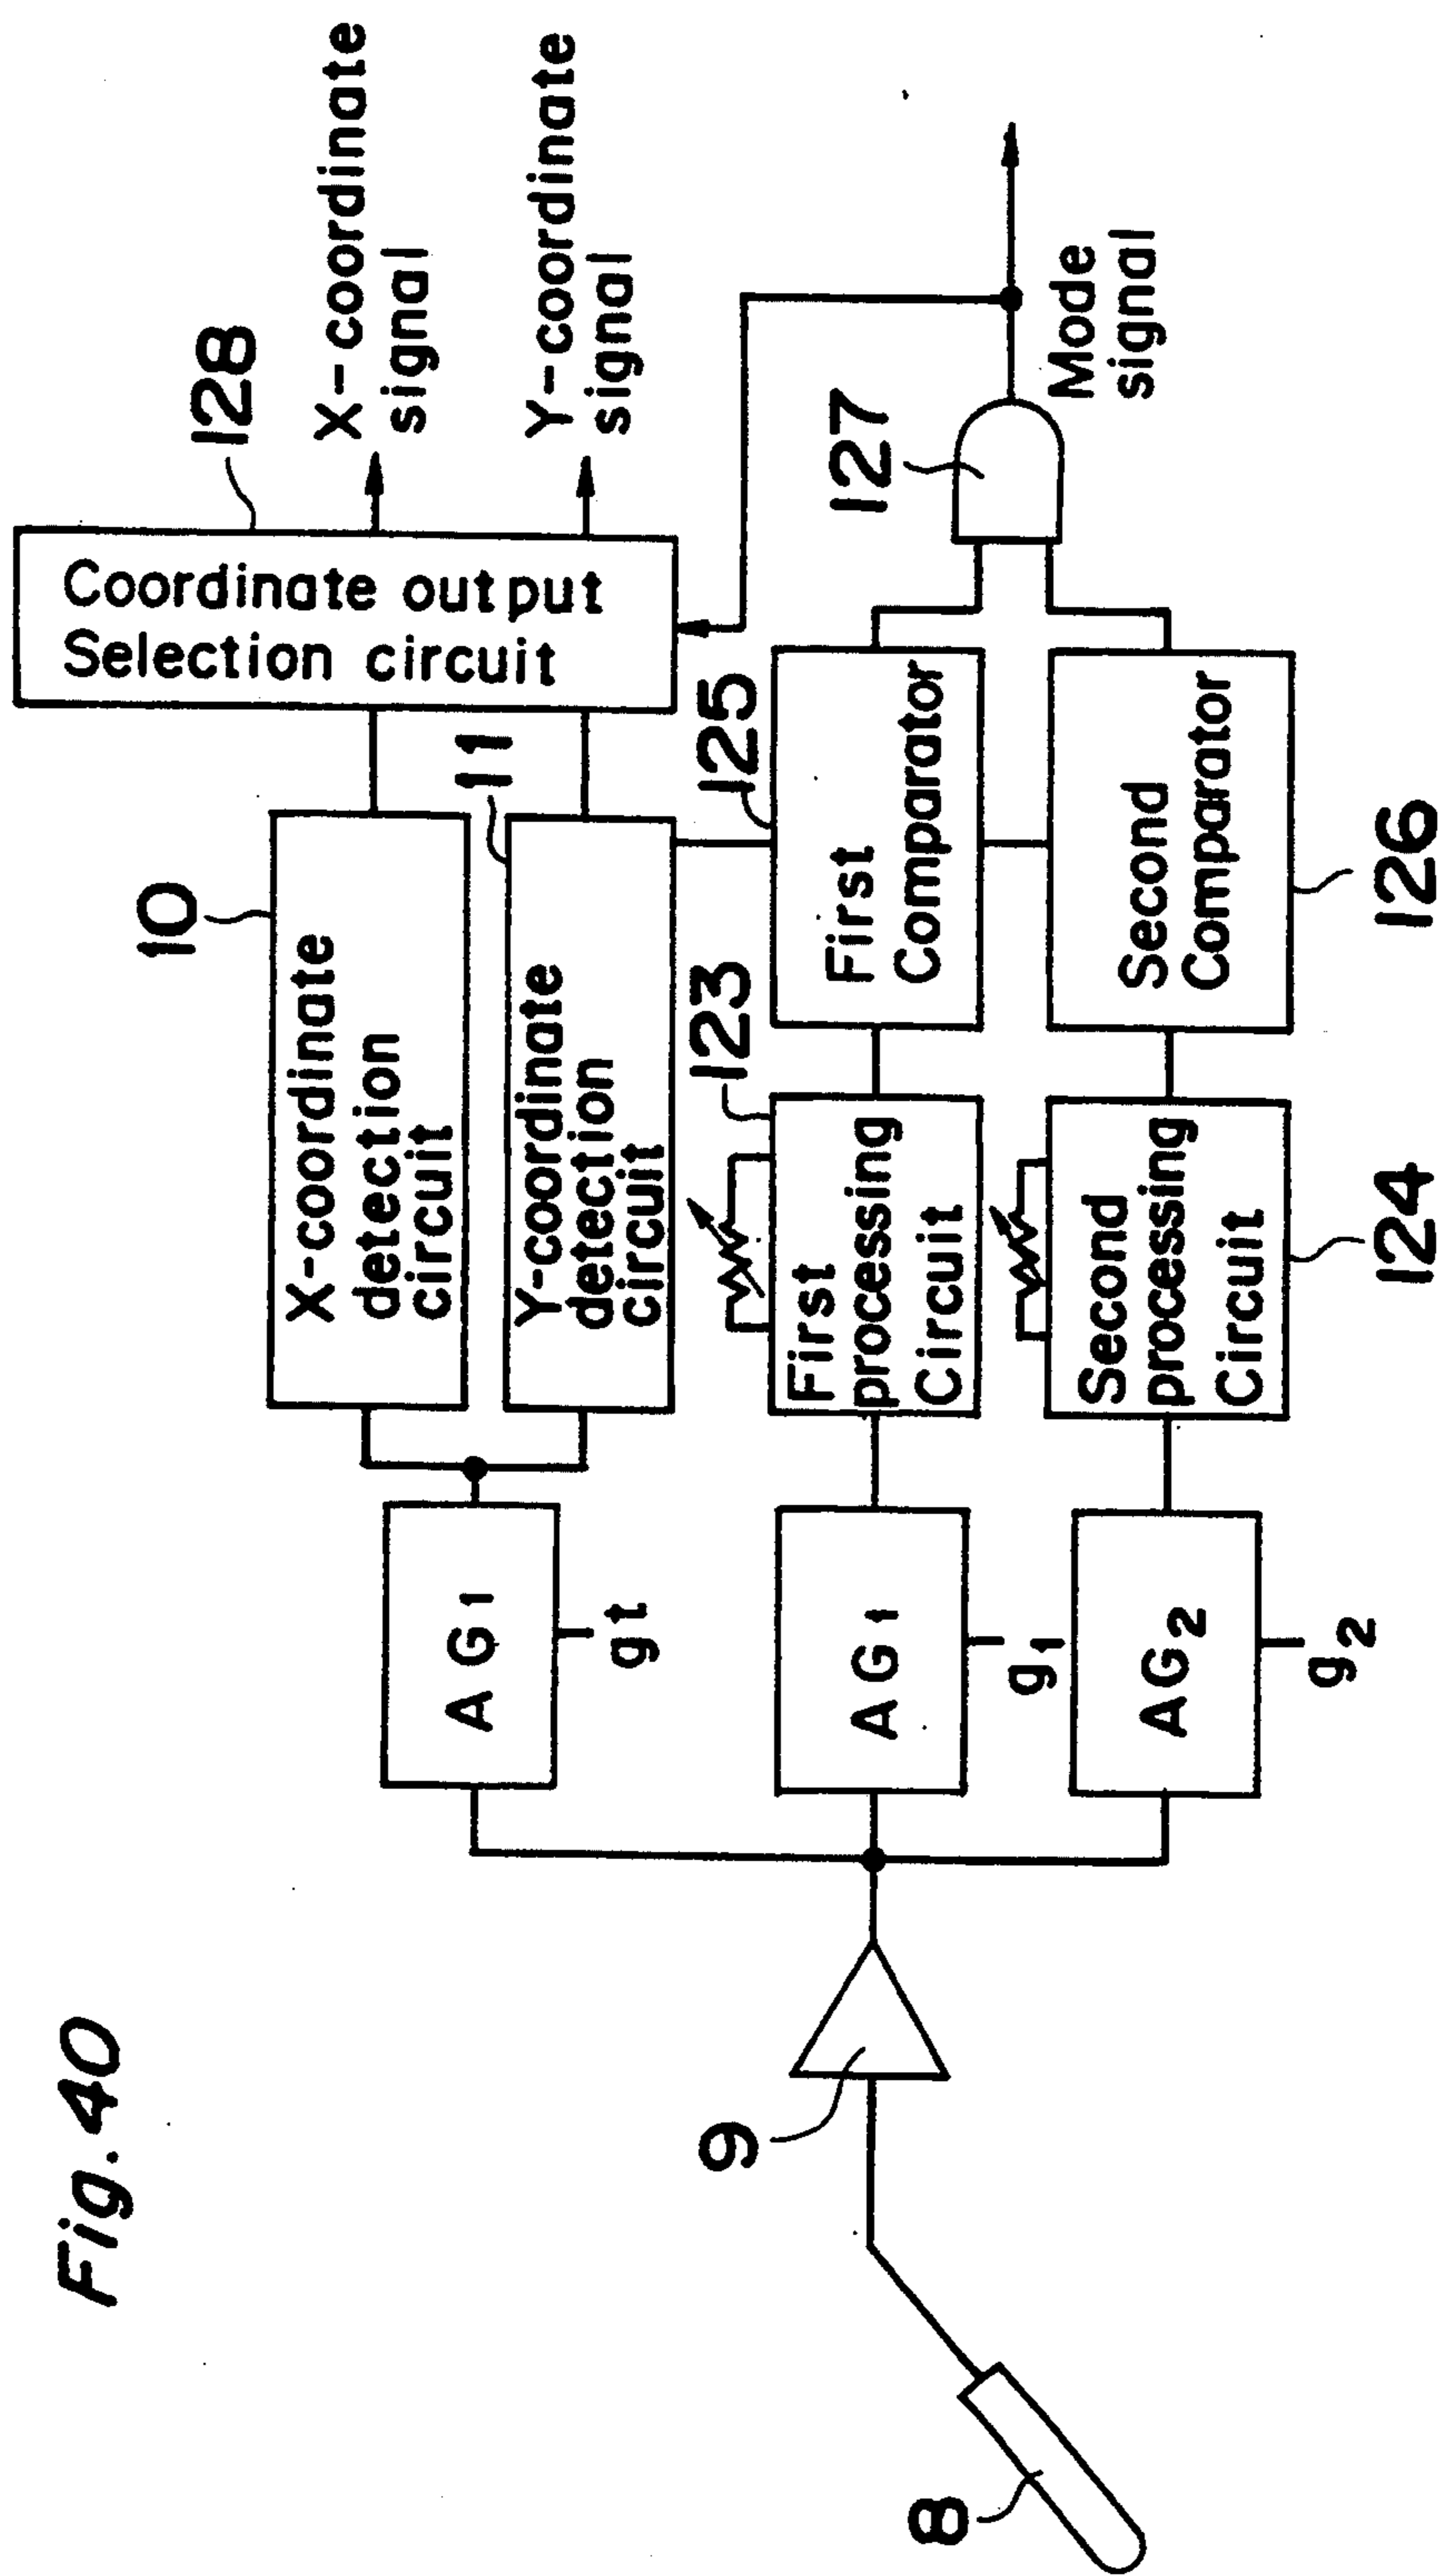 Fig. 40
128
X-coordinate
signal
Y-coordinate
signal
Coordinate output
Selection circuit
10
X-coordinate
detection
circuit
11
Y-coordinate
detection
circuit
AG1
gt
123
First
processing
Circuit
125
First
Comparator
127
Mode
signal
AG1
g1
9
8
AG2
g2
Second
processing
Circuit
124
Second
Comparator
126